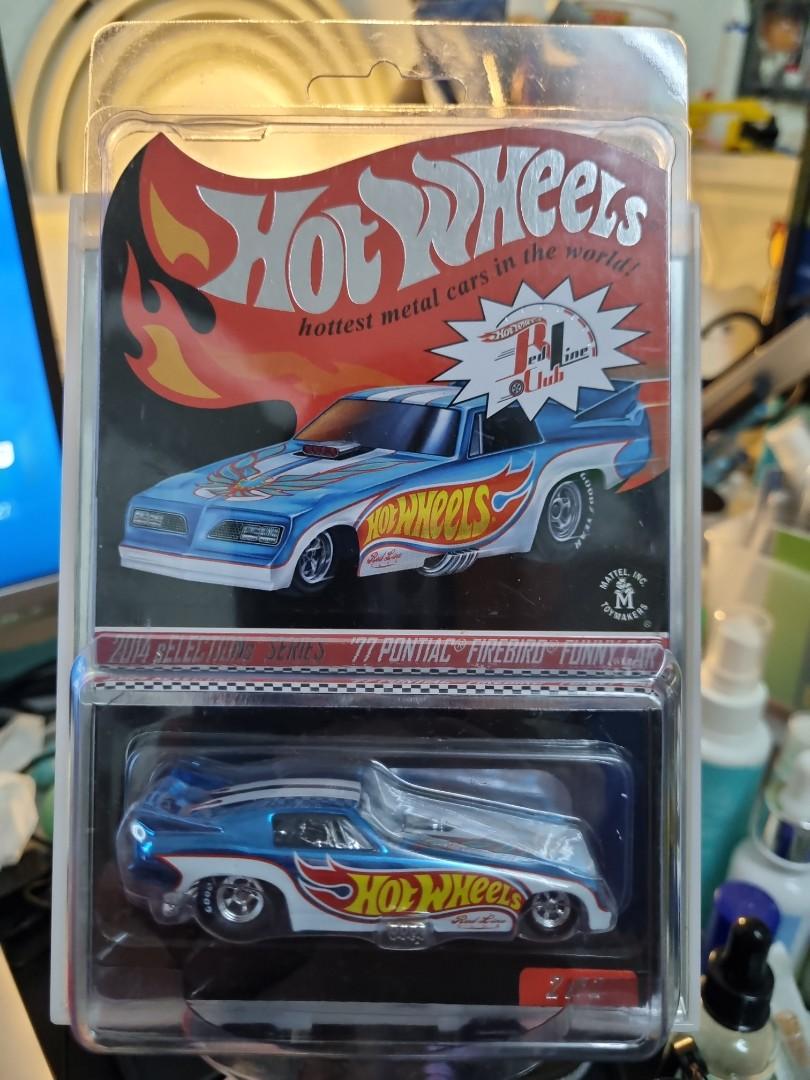 Hot Wheels
hottest metal cars in the world!
Hot Wheels
Red Line
Club
HOT WHEELS
Red Line
GOODYEAR
MATTEL, INC.
M
TOYMAKERS
®
2014 SELECTIONS SERIES
'77 PONTIAC® FIREBIRD® FUNNY CAR
HOT WHEELS
Red Line